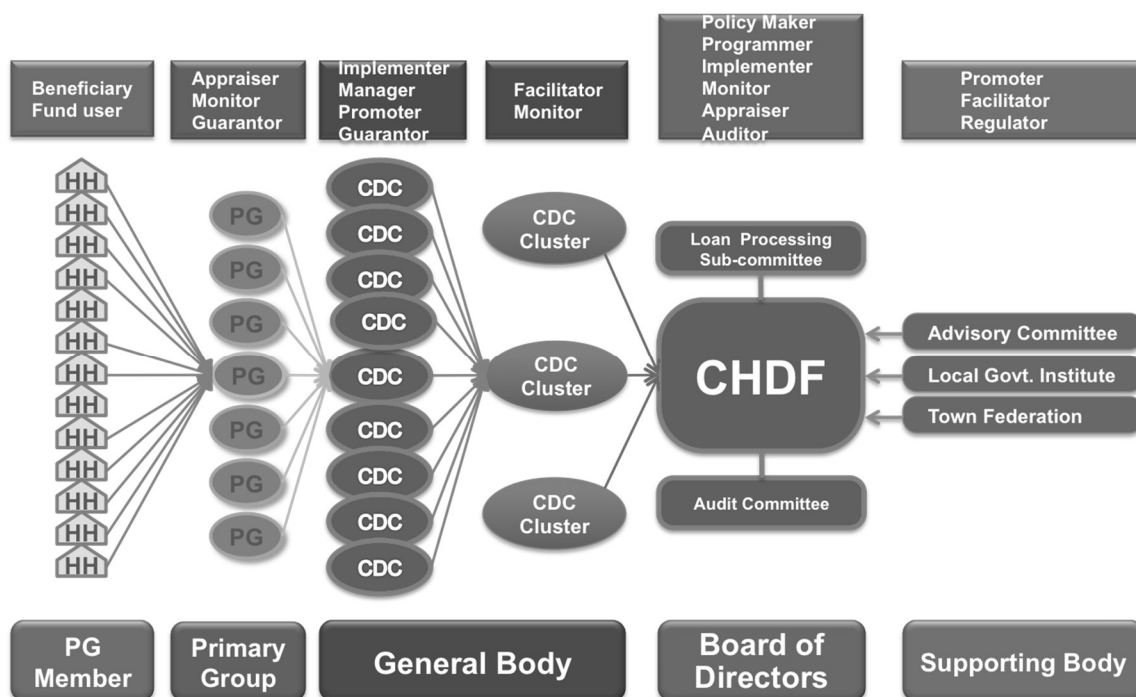 Beneficiary
Fund user
Appraiser
Monitor
Guarantor
Implementer
Manager
Promoter
Guarantor
Facilitator
Monitor
Policy Maker
Programmer
Implementer
Monitor
Appraiser
Auditor
Promoter
Facilitator
Regulator
HH
HH
HH
HH
HH
HH
HH
HH
HH
HH
HH
HH
HH
PG
PG
PG
PG
PG
PG
PG
CDC
CDC
CDC
CDC
CDC
CDC
CDC
CDC
CDC
CDC
Cluster
CDC
Cluster
CDC
Cluster
Loan Processing
Sub-committee
CHDF
Audit Committee
Advisory Committee
Local Govt. Institute
Town Federation
PG
Member
Primary
Group
General Body
Board of
Directors
Supporting Body